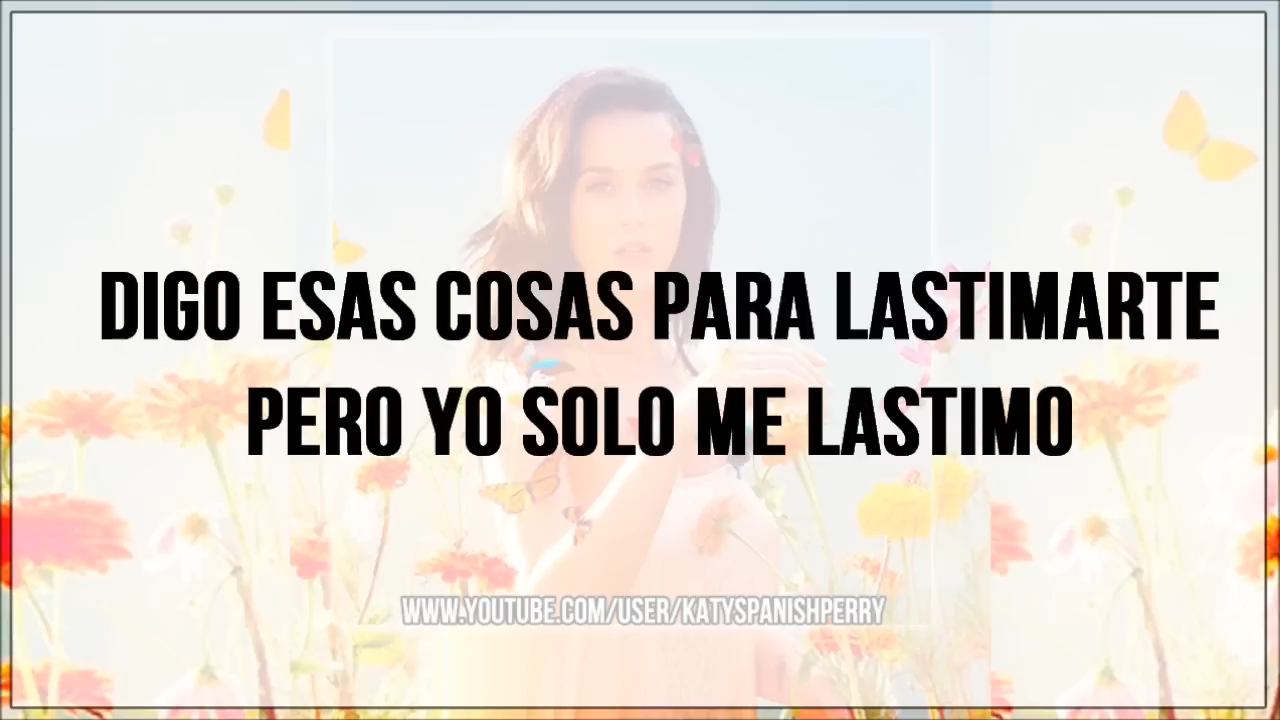 DIGO ESAS COSAS PARA LASTIMARTE
PERO YO SOLO ME LASTIMO
WWW.YOUTUBE.COM/USER/KATYSPANISHPERRY